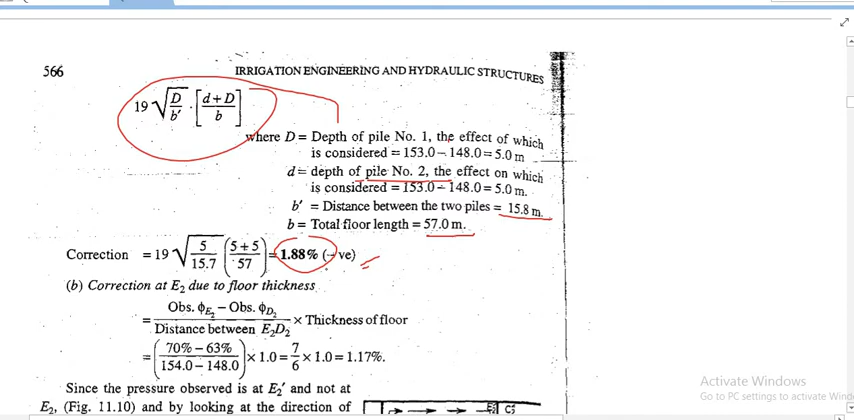 566
IRRIGATION ENGINEERING AND HYDRAULIC STRUCTURES
19 √(D/b′) · [(d+D)/b]
where D = Depth of pile No. 1, the effect of which
is considered = 153.0 − 148.0 = 5.0 m
d = depth of pile No. 2, the effect on which
is considered = 153.0 − 148.0 = 5.0 m.
b′ = Distance between the two piles = 15.8 m.
b = Total floor length = 57.0 m.
Correction = 19 √(5/15.7) ((5+5)/57) = 1.88% (− ve)
(b) Correction at E₂ due to floor thickness
= (Obs. ϕE₂ − Obs. ϕD₂)/(Distance between E₂D₂) × Thickness of floor
= ((70% − 63%)/(154.0 − 148.0)) × 1.0 = 7/6 × 1.0 = 1.17%.
Since the pressure observed is at E₂′ and not at
E₂, (Fig. 11.10) and by looking at the direction of
Activate Windows
Go to PC settings to activate Windows